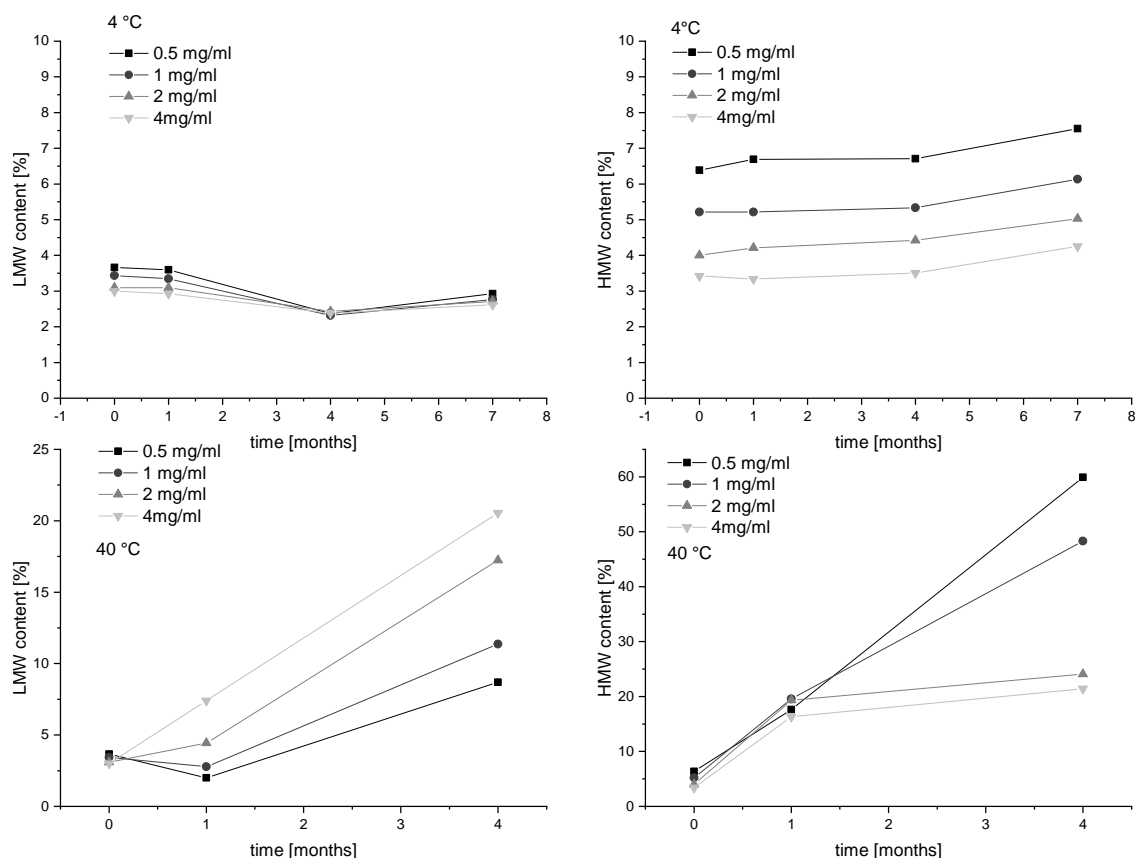 4 °C
0.5 mg/ml
1 mg/ml
2 mg/ml
4mg/ml
LMW content [%]
10
9
8
7
6
5
4
3
2
1
0
-1 0 1 2 3 4 5 6 7 8
time [months]
4°C
0.5 mg/ml
1 mg/ml
2 mg/ml
4mg/ml
HMW content [%]
10
9
8
7
6
5
4
3
2
1
0
-1 0 1 2 3 4 5 6 7 8
time [months]
0.5 mg/ml
1 mg/ml
2 mg/ml
4mg/ml
40 °C
LMW content [%]
25
20
15
10
5
0
0 1 2 3 4
time [months]
0.5 mg/ml
1 mg/ml
2 mg/ml
4mg/ml
40 °C
HMW content [%]
60
50
40
30
20
10
0
0 1 2 3 4
time [months]